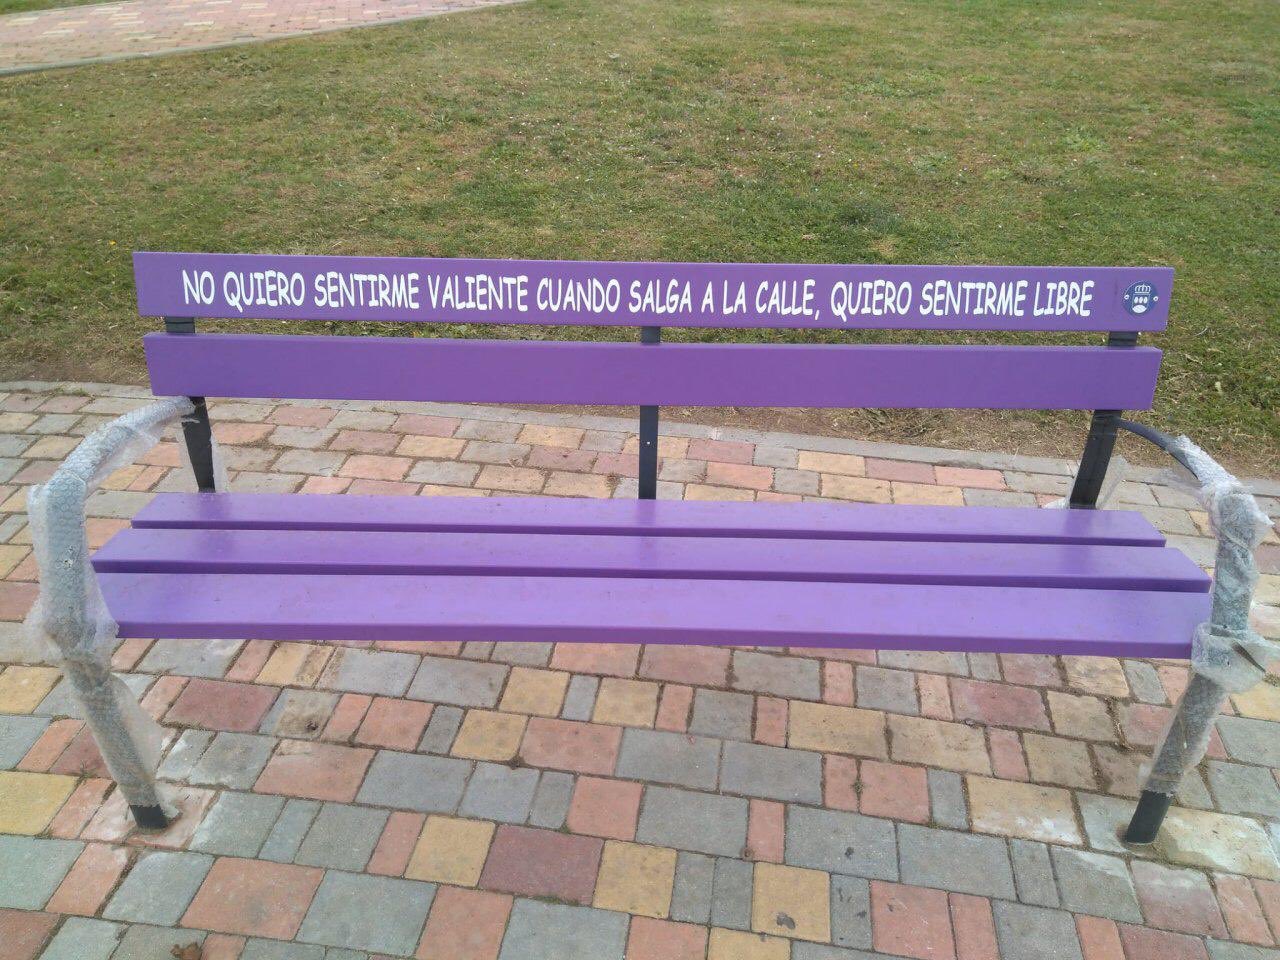 NO QUIERO SENTIRME VALIENTE CUANDO SALGA A LA CALLE, QUIERO SENTIRME LIBRE